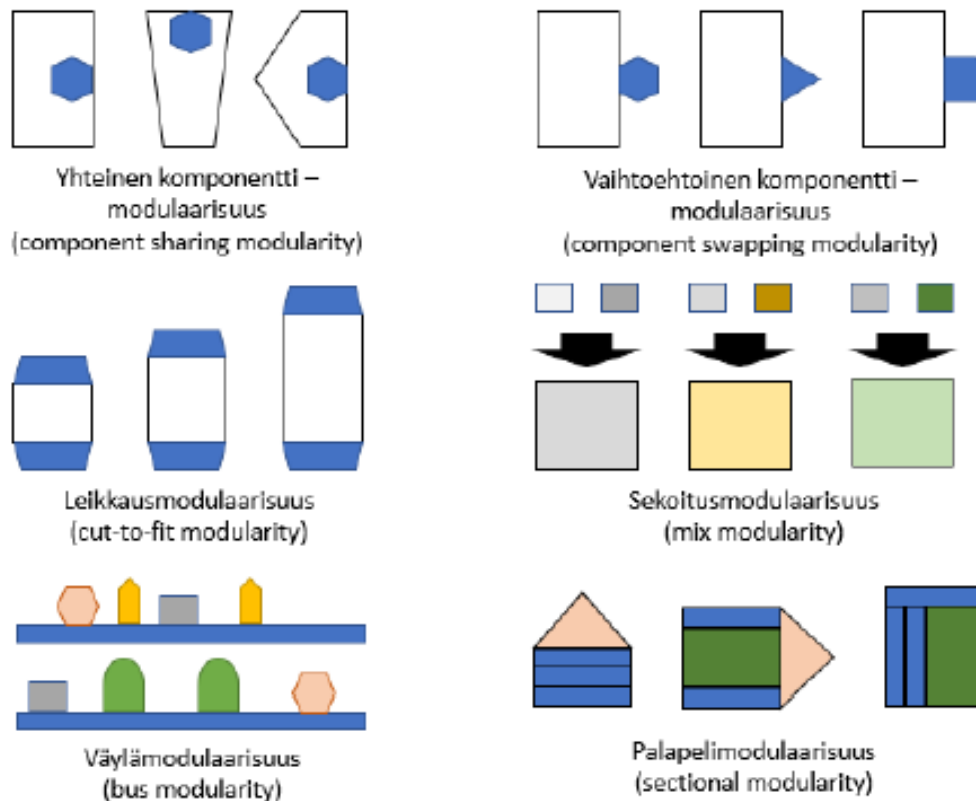 Yhteinen komponentti –
modulaarisuus
(component sharing modularity)
Vaihtoehtoinen komponentti –
modulaarisuus
(component swapping modularity)
Leikkausmodulaarisuus
(cut-to-fit modularity)
Sekoitusmodulaarisuus
(mix modularity)
Väylämodulaarisuus
(bus modularity)
Palapelimodulaarisuus
(sectional modularity)